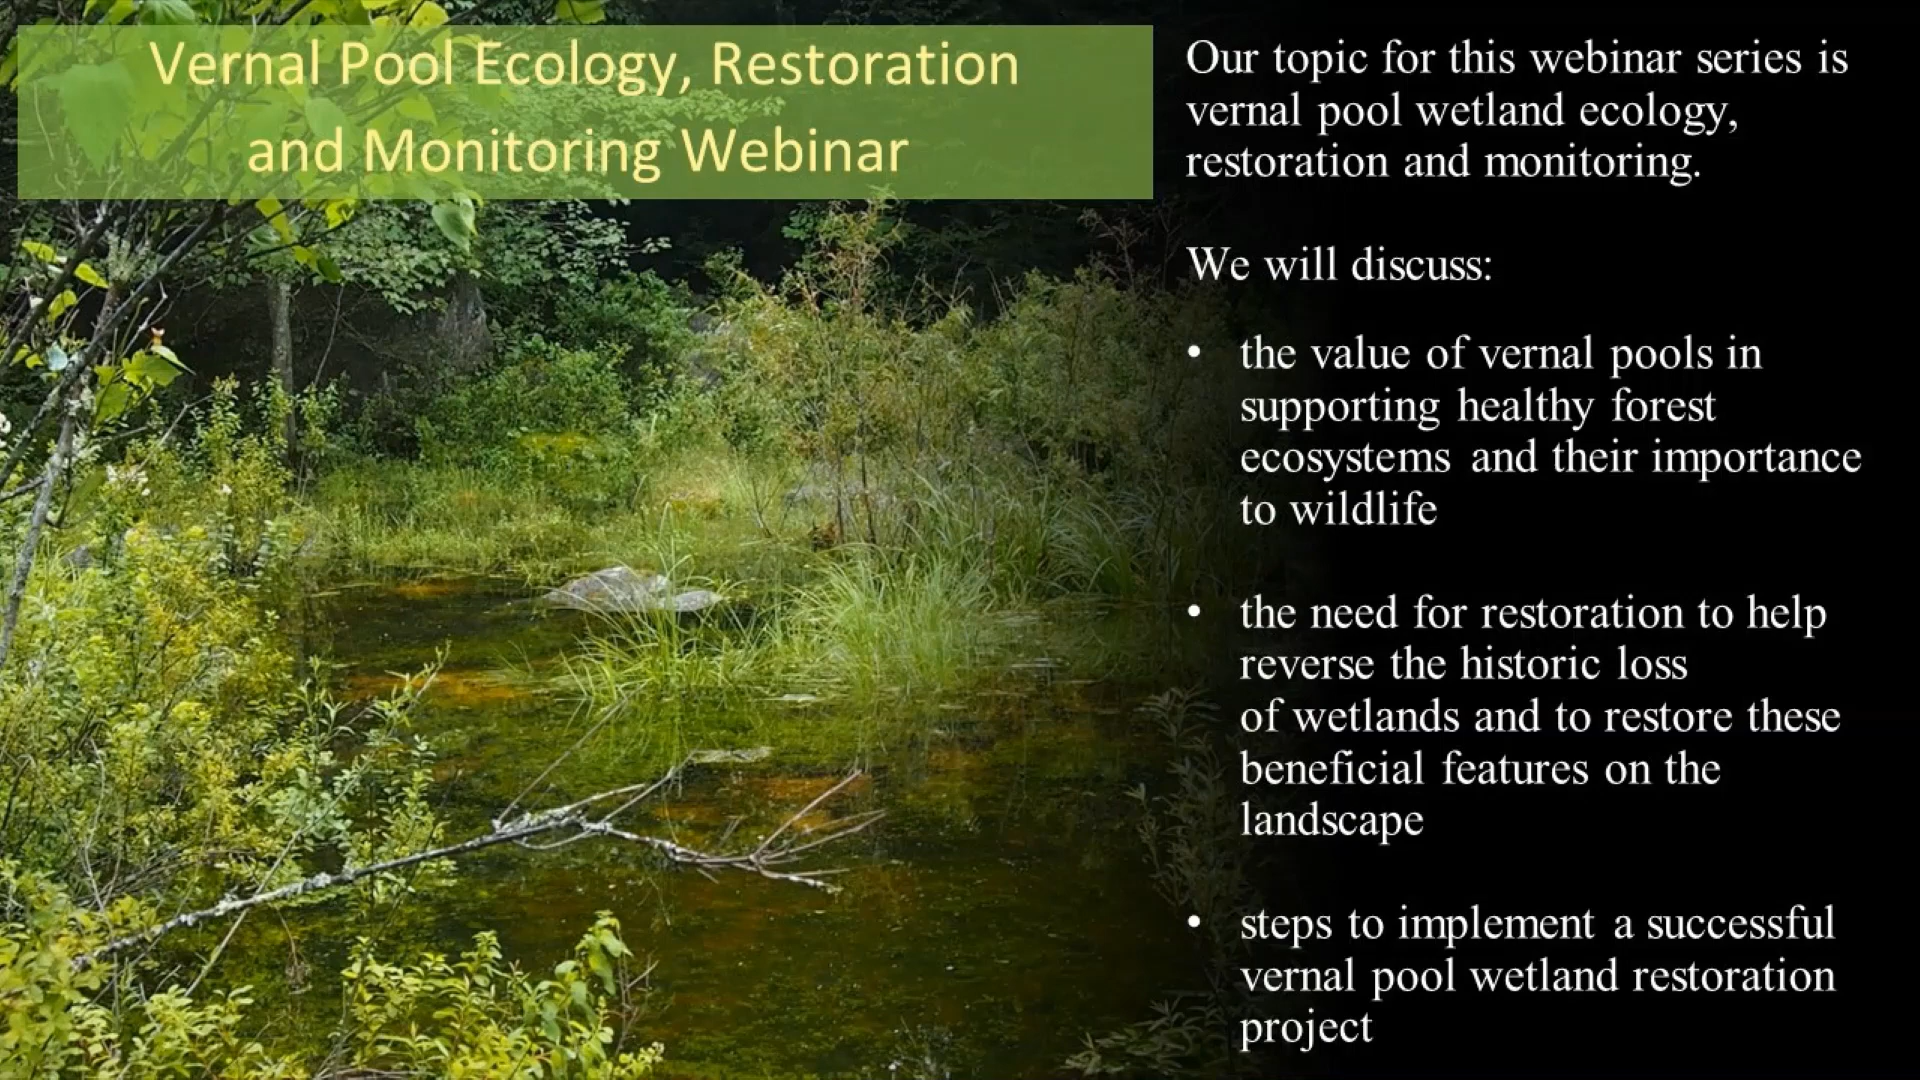 Vernal Pool Ecology, Restoration
and Monitoring Webinar
Our topic for this webinar series is
vernal pool wetland ecology,
restoration and monitoring.
We will discuss:
• the value of vernal pools in
supporting healthy forest
ecosystems and their importance
to wildlife
• the need for restoration to help
reverse the historic loss
of wetlands and to restore these
beneficial features on the
landscape
• steps to implement a successful
vernal pool wetland restoration
project